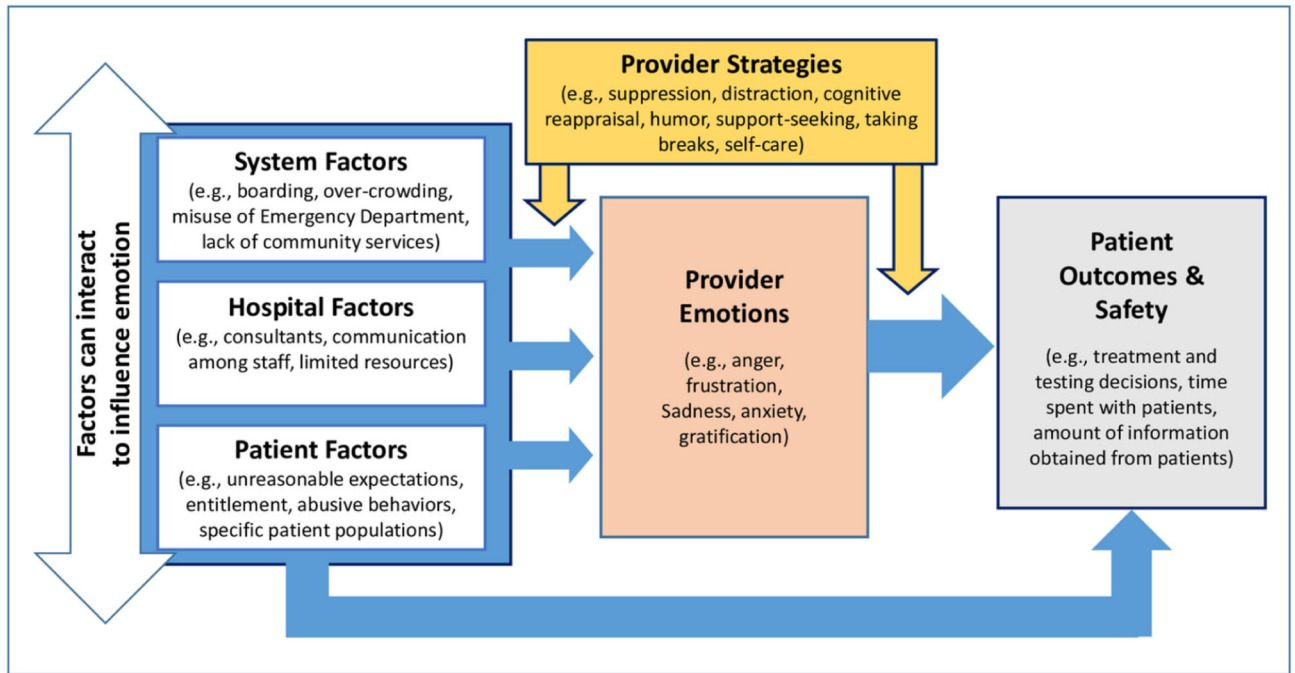 Factors can interact
to influence emotion
System Factors
(e.g., boarding, over-crowding,
misuse of Emergency Department,
lack of community services)
Hospital Factors
(e.g., consultants, communication
among staff, limited resources)
Patient Factors
(e.g., unreasonable expectations,
entitlement, abusive behaviors,
specific patient populations)
Provider Strategies
(e.g., suppression, distraction, cognitive
reappraisal, humor, support-seeking, taking
breaks, self-care)
Provider
Emotions
(e.g., anger,
frustration,
Sadness, anxiety,
gratification)
Patient
Outcomes &
Safety
(e.g., treatment and
testing decisions, time
spent with patients,
amount of information
obtained from patients)